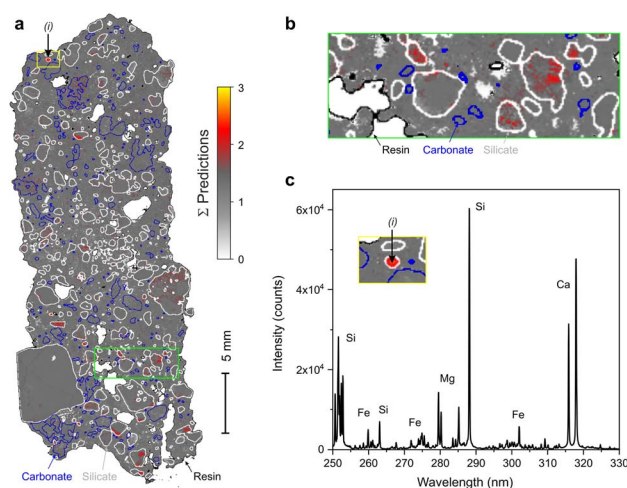 a
(i)
3
2
1
0
Σ Predictions
5 mm
Carbonate
Silicate
Resin
b
Resin
Carbonate
Silicate
c
(i)
Intensity (counts)
6x10⁴
4x10⁴
2x10⁴
0
Si
Fe
Si
Fe
Mg
Si
Fe
Ca
250 260 270 280 290 300 310 320 330
Wavelength (nm)